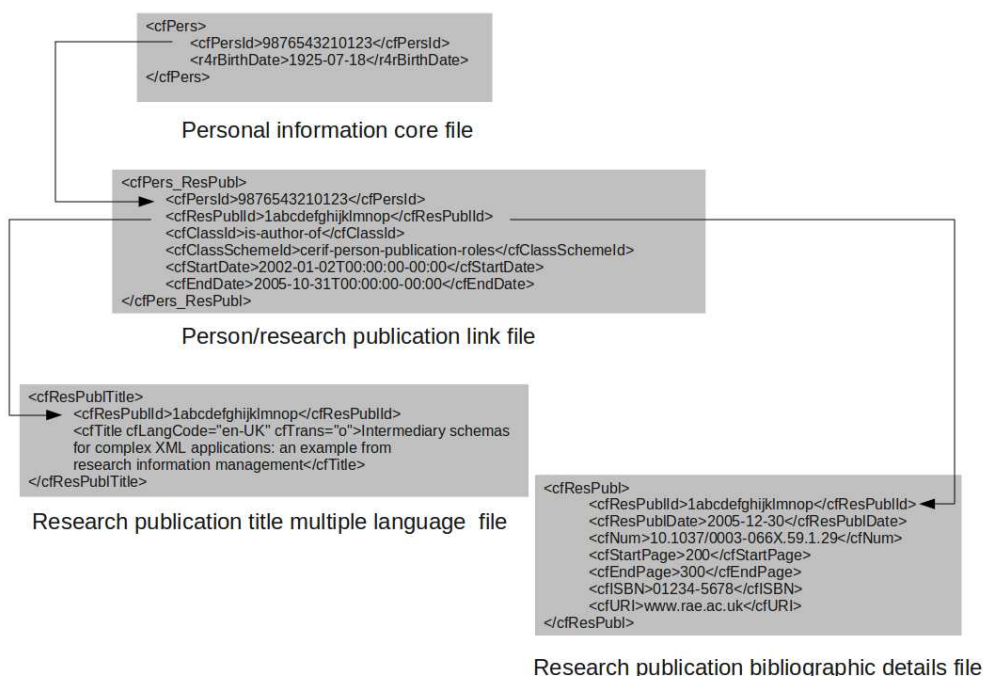 <cfPers>
<cfPersId>9876543210123</cfPersId>
<r4rBirthDate>1925-07-18</r4rBirthDate>
</cfPers>
Personal information core file
<cfPers_ResPubl>
<cfPersId>9876543210123</cfPersId>
<cfResPublId>1abcdefghijklmnop</cfResPublId>
<cfClassId>is-author-of</cfClassId>
<cfClassSchemeId>cerif-person-publication-roles</cfClassSchemeId>
<cfStartDate>2002-01-02T00:00:00-00:00</cfStartDate>
<cfEndDate>2005-10-31T00:00:00-00:00</cfEndDate>
</cfPers_ResPubl>
Person/research publication link file
<cfResPublTitle>
<cfResPublId>1abcdefghijklmnop</cfResPublId>
<cfTitle cfLangCode="en-UK" cfTrans="o">Intermediary schemas
for complex XML applications: an example from
research information management</cfTitle>
</cfResPublTitle>
Research publication title multiple language file
<cfResPubl>
<cfResPublId>1abcdefghijklmnop</cfResPublId>
<cfResPublDate>2005-12-30</cfResPublDate>
<cfNum>10.1037/0003-066X.59.1.29</cfNum>
<cfStartPage>200</cfStartPage>
<cfEndPage>300</cfEndPage>
<cfISBN>01234-5678</cfISBN>
<cfURI>www.rae.ac.uk</cfURI>
</cfResPubl>
Research publication bibliographic details file